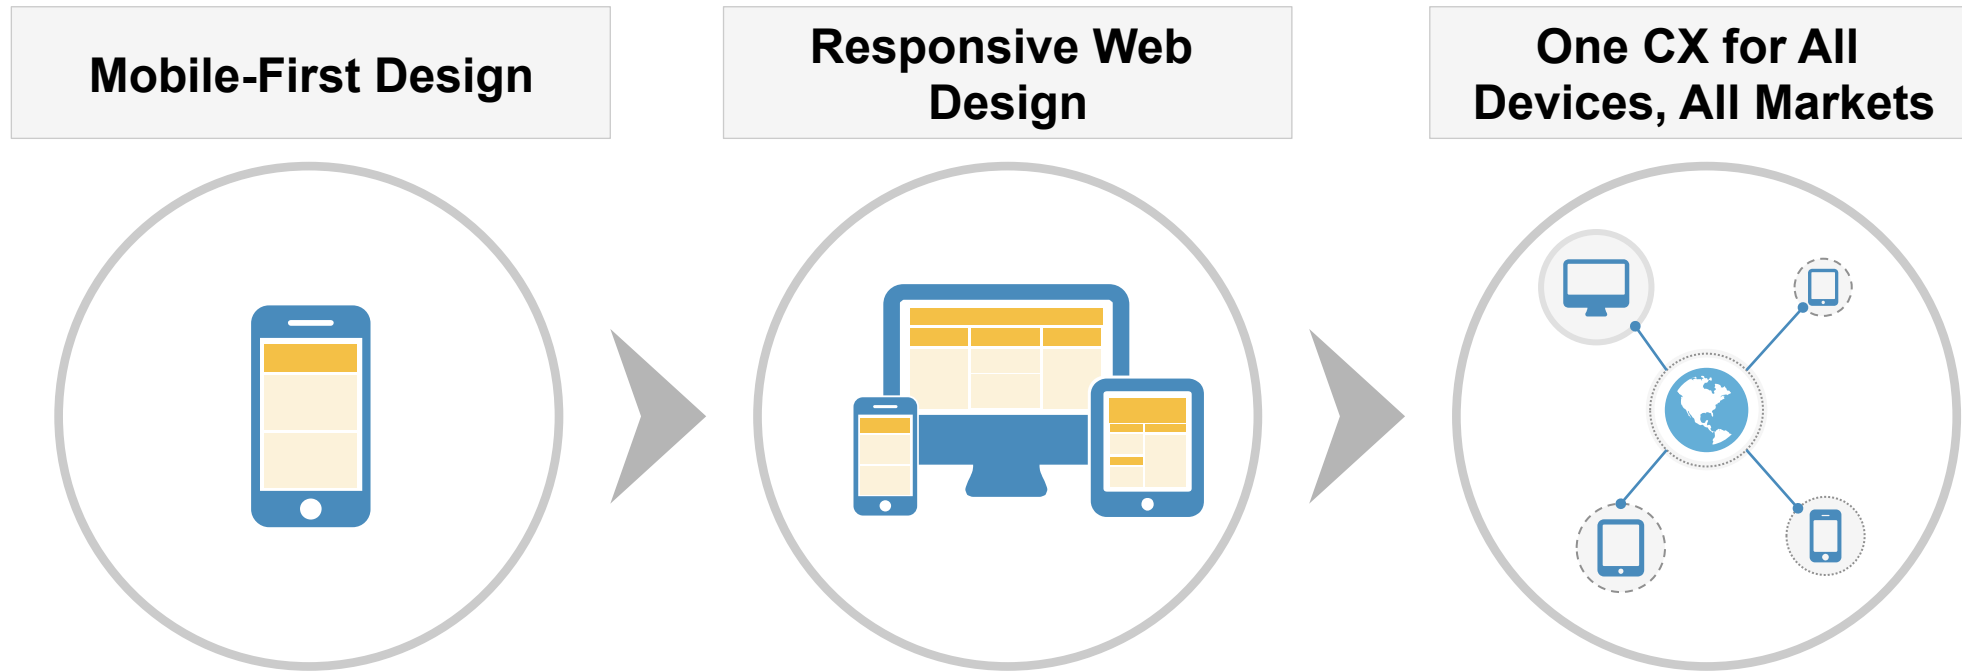 Mobile-First Design
Responsive Web
Design
One CX for All
Devices, All Markets